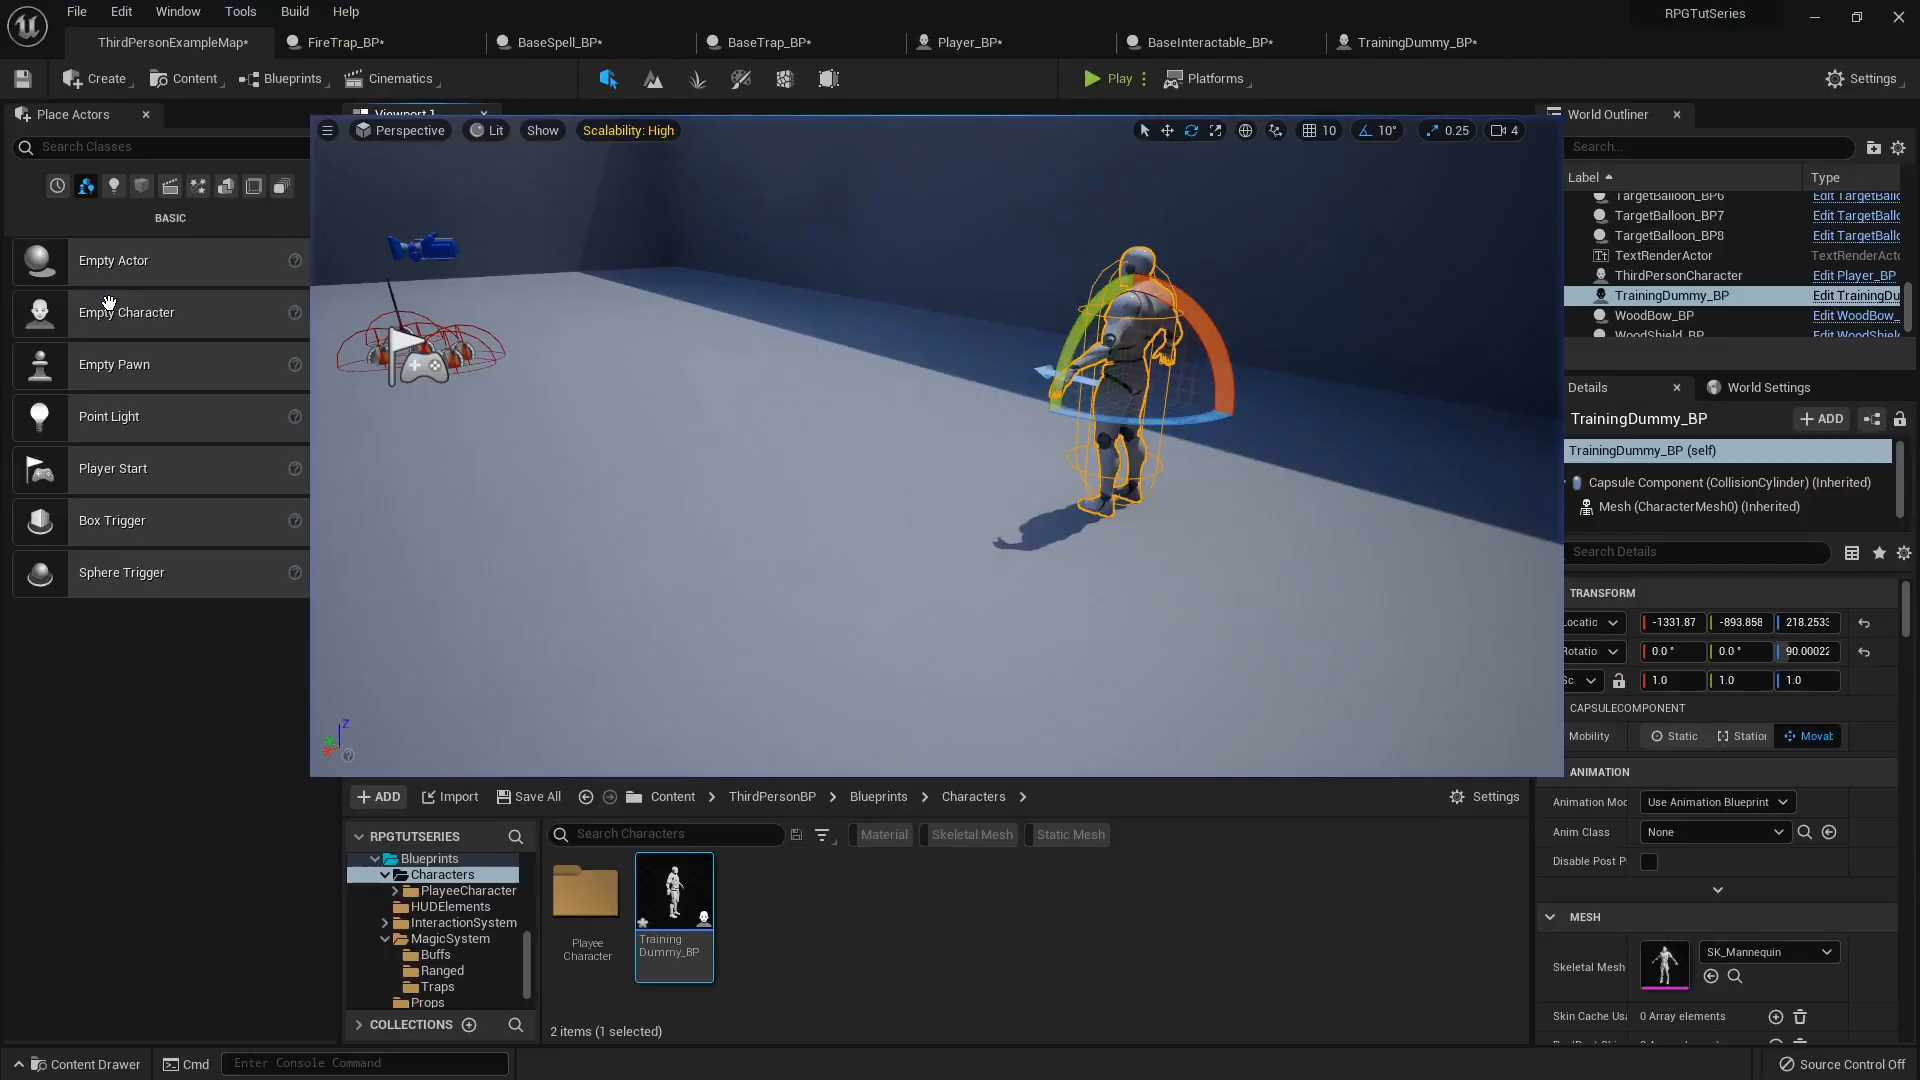 File Edit Window Tools Build Help RPGTutSeries
ThirdPersonExampleMap* FireTrap_BP* BaseSpell_BP* BaseTrap_BP* Player_BP* BaseInteractable_BP* TrainingDummy_BP*
Create Content Blueprints Cinematics Play Platforms Settings
Place Actors Viewport 1 World Outliner
Perspective Lit Show Scalability: High 10 10° 0.25 4
Search Classes Search...
Label Type
BASIC
TargetBalloon_BP6 Edit TargetBallo
TargetBalloon_BP7 Edit TargetBallo
TargetBalloon_BP8 Edit TargetBallo
Empty Actor
TextRenderActor TextRenderActo
ThirdPersonCharacter Edit Player_BP
TrainingDummy_BP Edit TrainingDu
Empty Character
WoodBow_BP Edit WoodBow_
WoodShield_BP Edit WoodShield
Empty Pawn
Details World Settings
Point Light
TrainingDummy_BP ADD
TrainingDummy_BP (self)
Player Start
Capsule Component (CollisionCylinder) (Inherited)
Mesh (CharacterMesh0) (Inherited)
Box Trigger
Search Details
Sphere Trigger
TRANSFORM
Locatio -1331.87 -893.858 218.2533
Rotatio 0.0 ° 0.0 ° 90.00022
Sc 1.0 1.0 1.0
CAPSULECOMPONENT
Mobility Static Station Movab
Z
ANIMATION
ADD Import Save All Content ThirdPersonBP Blueprints Characters Settings
Animation Mod Use Animation Blueprint
RPGTUTSERIES Search Characters Material Skeletal Mesh Static Mesh
Anim Class None
Blueprints
Disable Post P
Characters
PlayeeCharacter
HUDElements
InteractionSystem
MESH
MagicSystem
Playee
Character
Training
Dummy_BP
SK_Mannequin
Buffs
Skeletal Mesh
Ranged
Traps
Props
Skin Cache Usa 0 Array elements
COLLECTIONS
2 items (1 selected)
Content Drawer Cmd Enter Console Command Source Control Off